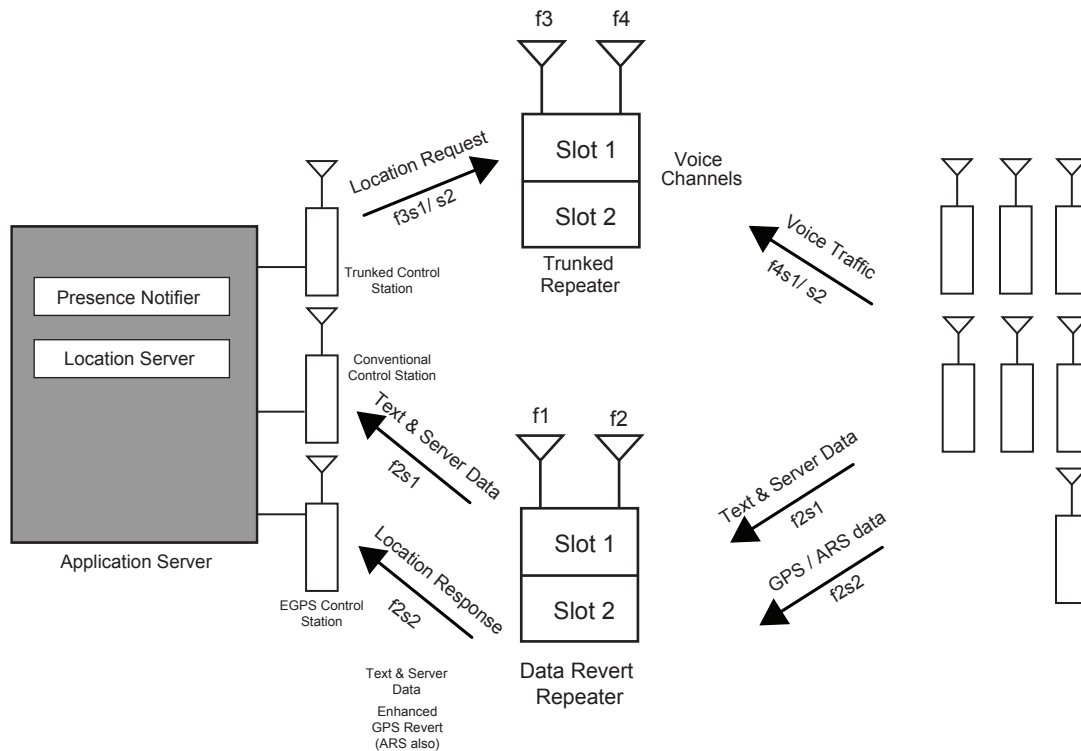 f3
f4
Slot 1
Slot 2
Trunked
Repeater
Voice
Channels
Location Request
f3s1/ s2
Voice Traffic
f4s1/ s2
Presence Notifier
Location Server
Application Server
Trunked Control
Station
Conventional
Control Station
EGPS Control
Station
Text & Server Data
f2s1
Location Response
f2s2
Text & Server
Data
Enhanced
GPS Revert
(ARS also)
f1
f2
Slot 1
Slot 2
Data Revert
Repeater
Text & Server Data
f2s1
GPS / ARS data
f2s2